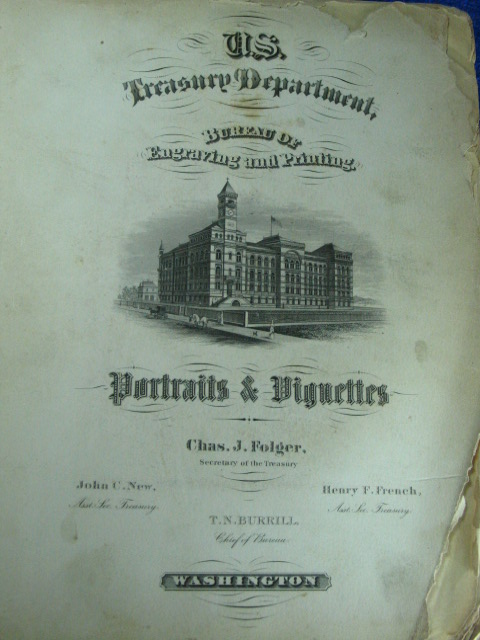 U.S.
Treasury Department,
BUREAU OF
Engraving and Printing.
Portraits & Vignettes
Chas. J. Folger,
Secretary of the Treasury
John C. New,
Asst. Sec. Treasury.
Henry F. French,
Asst. Sec. Treasury.
T.N. BURRILL.
Chief of Bureau.
WASHINGTON